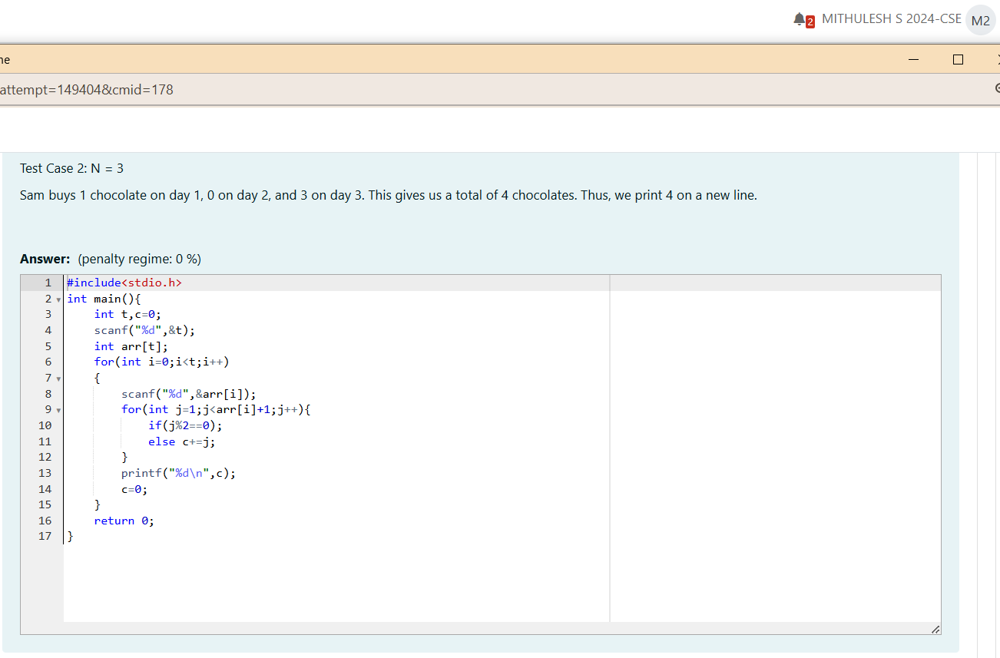 2 MITHULESH S 2024-CSE M2
ne
attempt=149404&cmid=178
Test Case 2: N = 3
Sam buys 1 chocolate on day 1, 0 on day 2, and 3 on day 3. This gives us a total of 4 chocolates. Thus, we print 4 on a new line.
Answer: (penalty regime: 0 %)
1 #include<stdio.h>
2 int main(){
3     int t,c=0;
4     scanf("%d",&t);
5     int arr[t];
6     for(int i=0;i<t;i++)
7     {
8         scanf("%d",&arr[i]);
9         for(int j=1;j<arr[i]+1;j++){
10             if(j%2==0);
11             else c+=j;
12         }
13         printf("%d\n",c);
14         c=0;
15     }
16     return 0;
17 }